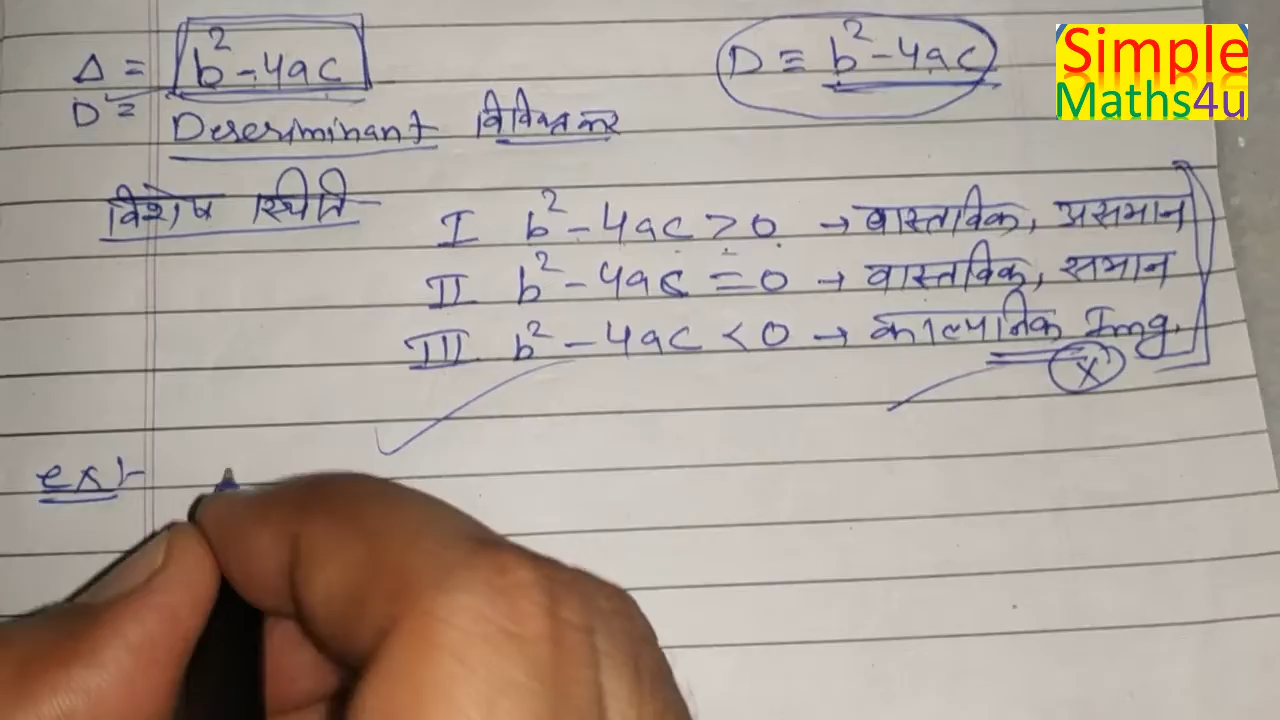 Δ = b² - 4ac
D = b² - 4ac
D =
Descriminant विविक्तकर
विशेष स्थिति
I b² - 4ac > 0 → वास्तविक, असमान
II b² - 4ac = 0 → वास्तविक, समान
III b² - 4ac < 0 → काल्पनिक Img.
X
ex:-
Simple
Maths4u